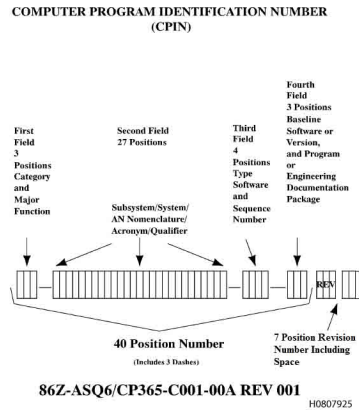 COMPUTER PROGRAM IDENTIFICATION NUMBER
(CPIN)
First
Field
3
Positions
Category
and
Major
Function
Second Field
27 Positions
Subsystem/System/
AN Nomenclature/
Acronym/Qualifier
Third
Field
4
Positions
Type
Software
and
Sequence
Number
Fourth
Field
3 Positions
Baseline
Software or
Version,
and Program
or
Engineering
Documentation
Package
REV
40 Position Number
(Includes 3 Dashes)
7 Position Revision
Number Including
Space
86Z-ASQ6/CP365-C001-00A REV 001
H0807925